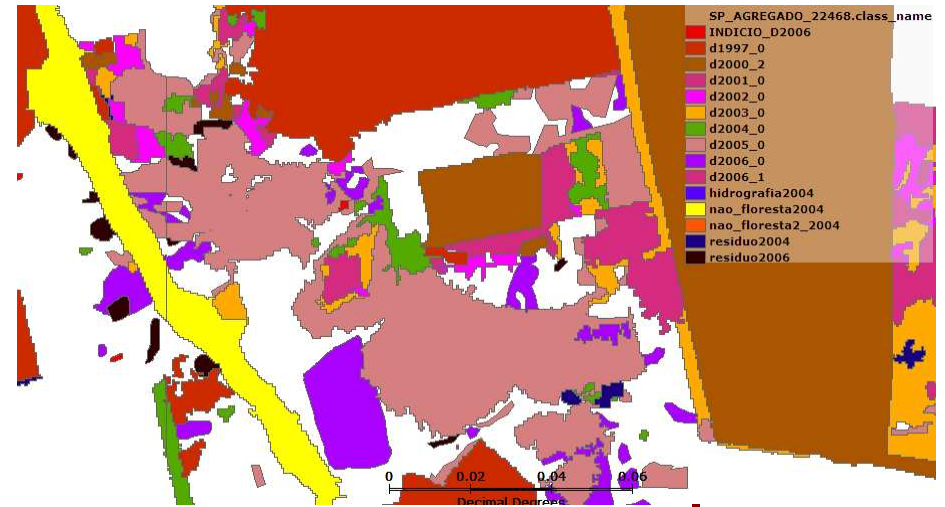 SP_AGREGADO_22468.class_name
INDICIO_D2006
d1997_0
d2000_2
d2001_0
d2002_0
d2003_0
d2004_0
d2005_0
d2006_0
d2006_1
hidrografia2004
nao_floresta2004
nao_floresta2_2004
residuo2004
residuo2006
0 0.02 0.04 0.06
Decimal Degrees